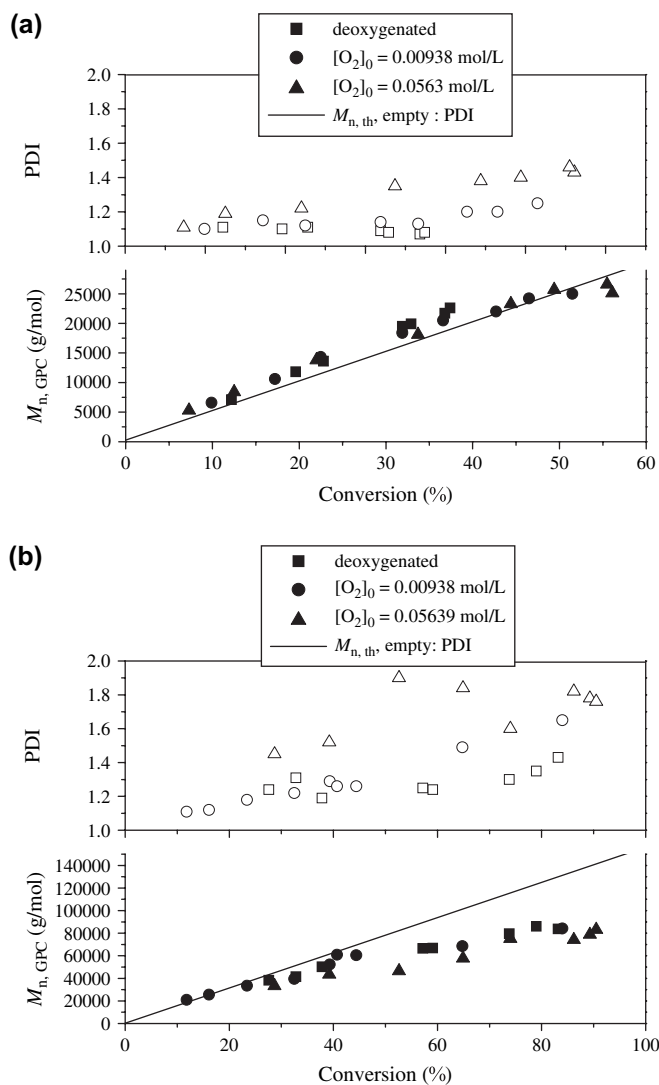 (a)
deoxygenated
[O2]0 = 0.00938 mol/L
[O2]0 = 0.0563 mol/L
Mn, th, empty : PDI
2.0
1.8
1.6
1.4
1.2
1.0
PDI
25000
20000
15000
10000
5000
0
Mn, GPC (g/mol)
0 10 20 30 40 50 60
Conversion (%)
(b)
deoxygenated
[O2]0 = 0.00938 mol/L
[O2]0 = 0.05639 mol/L
Mn, th, empty: PDI
2.0
1.8
1.6
1.4
1.2
1.0
PDI
140000
120000
100000
80000
60000
40000
20000
0
Mn, GPC (g/mol)
0 20 40 60 80 100
Conversion (%)